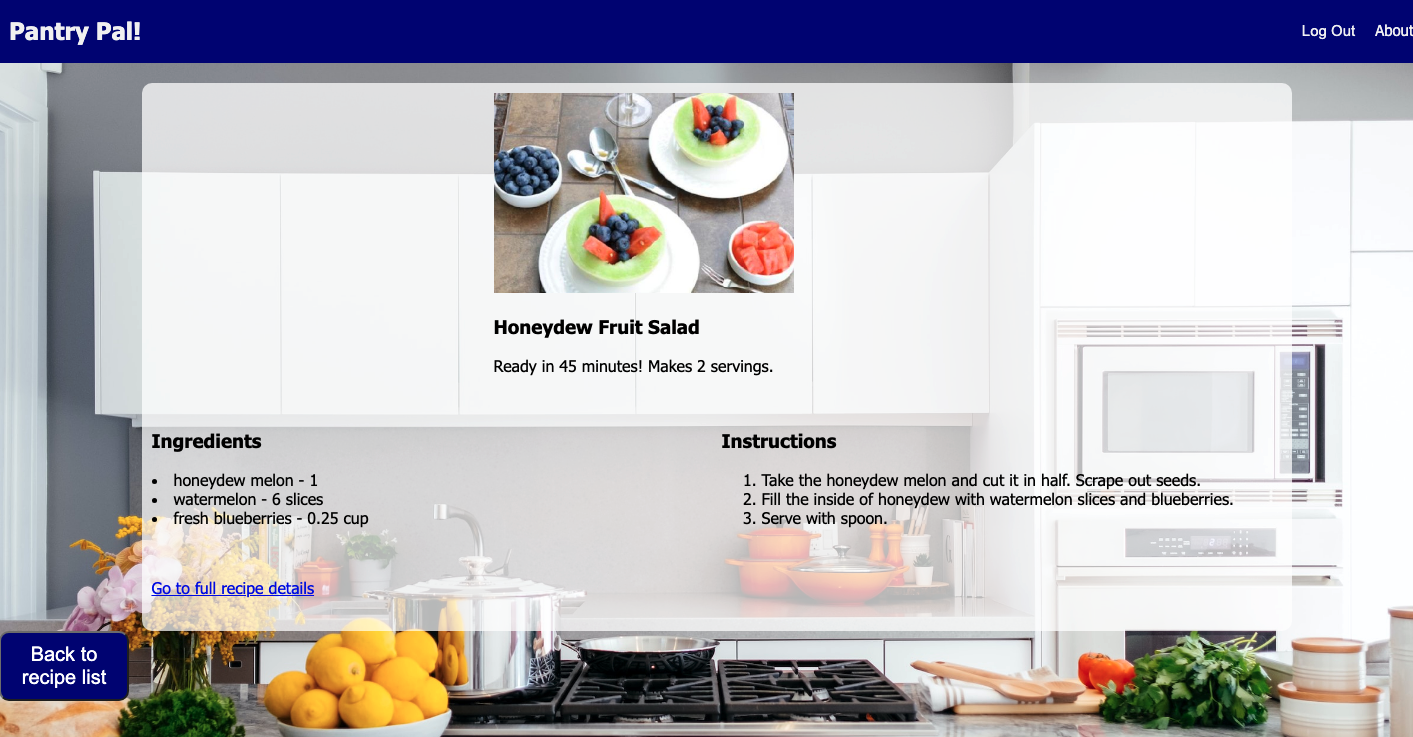 Pantry Pal!
Log Out
About
Honeydew Fruit Salad
Ready in 45 minutes! Makes 2 servings.
Ingredients
honeydew melon - 1
watermelon - 6 slices
fresh blueberries - 0.25 cup
Go to full recipe details
Instructions
1. Take the honeydew melon and cut it in half. Scrape out seeds.
2. Fill the inside of honeydew with watermelon slices and blueberries.
3. Serve with spoon.
Back to
recipe list